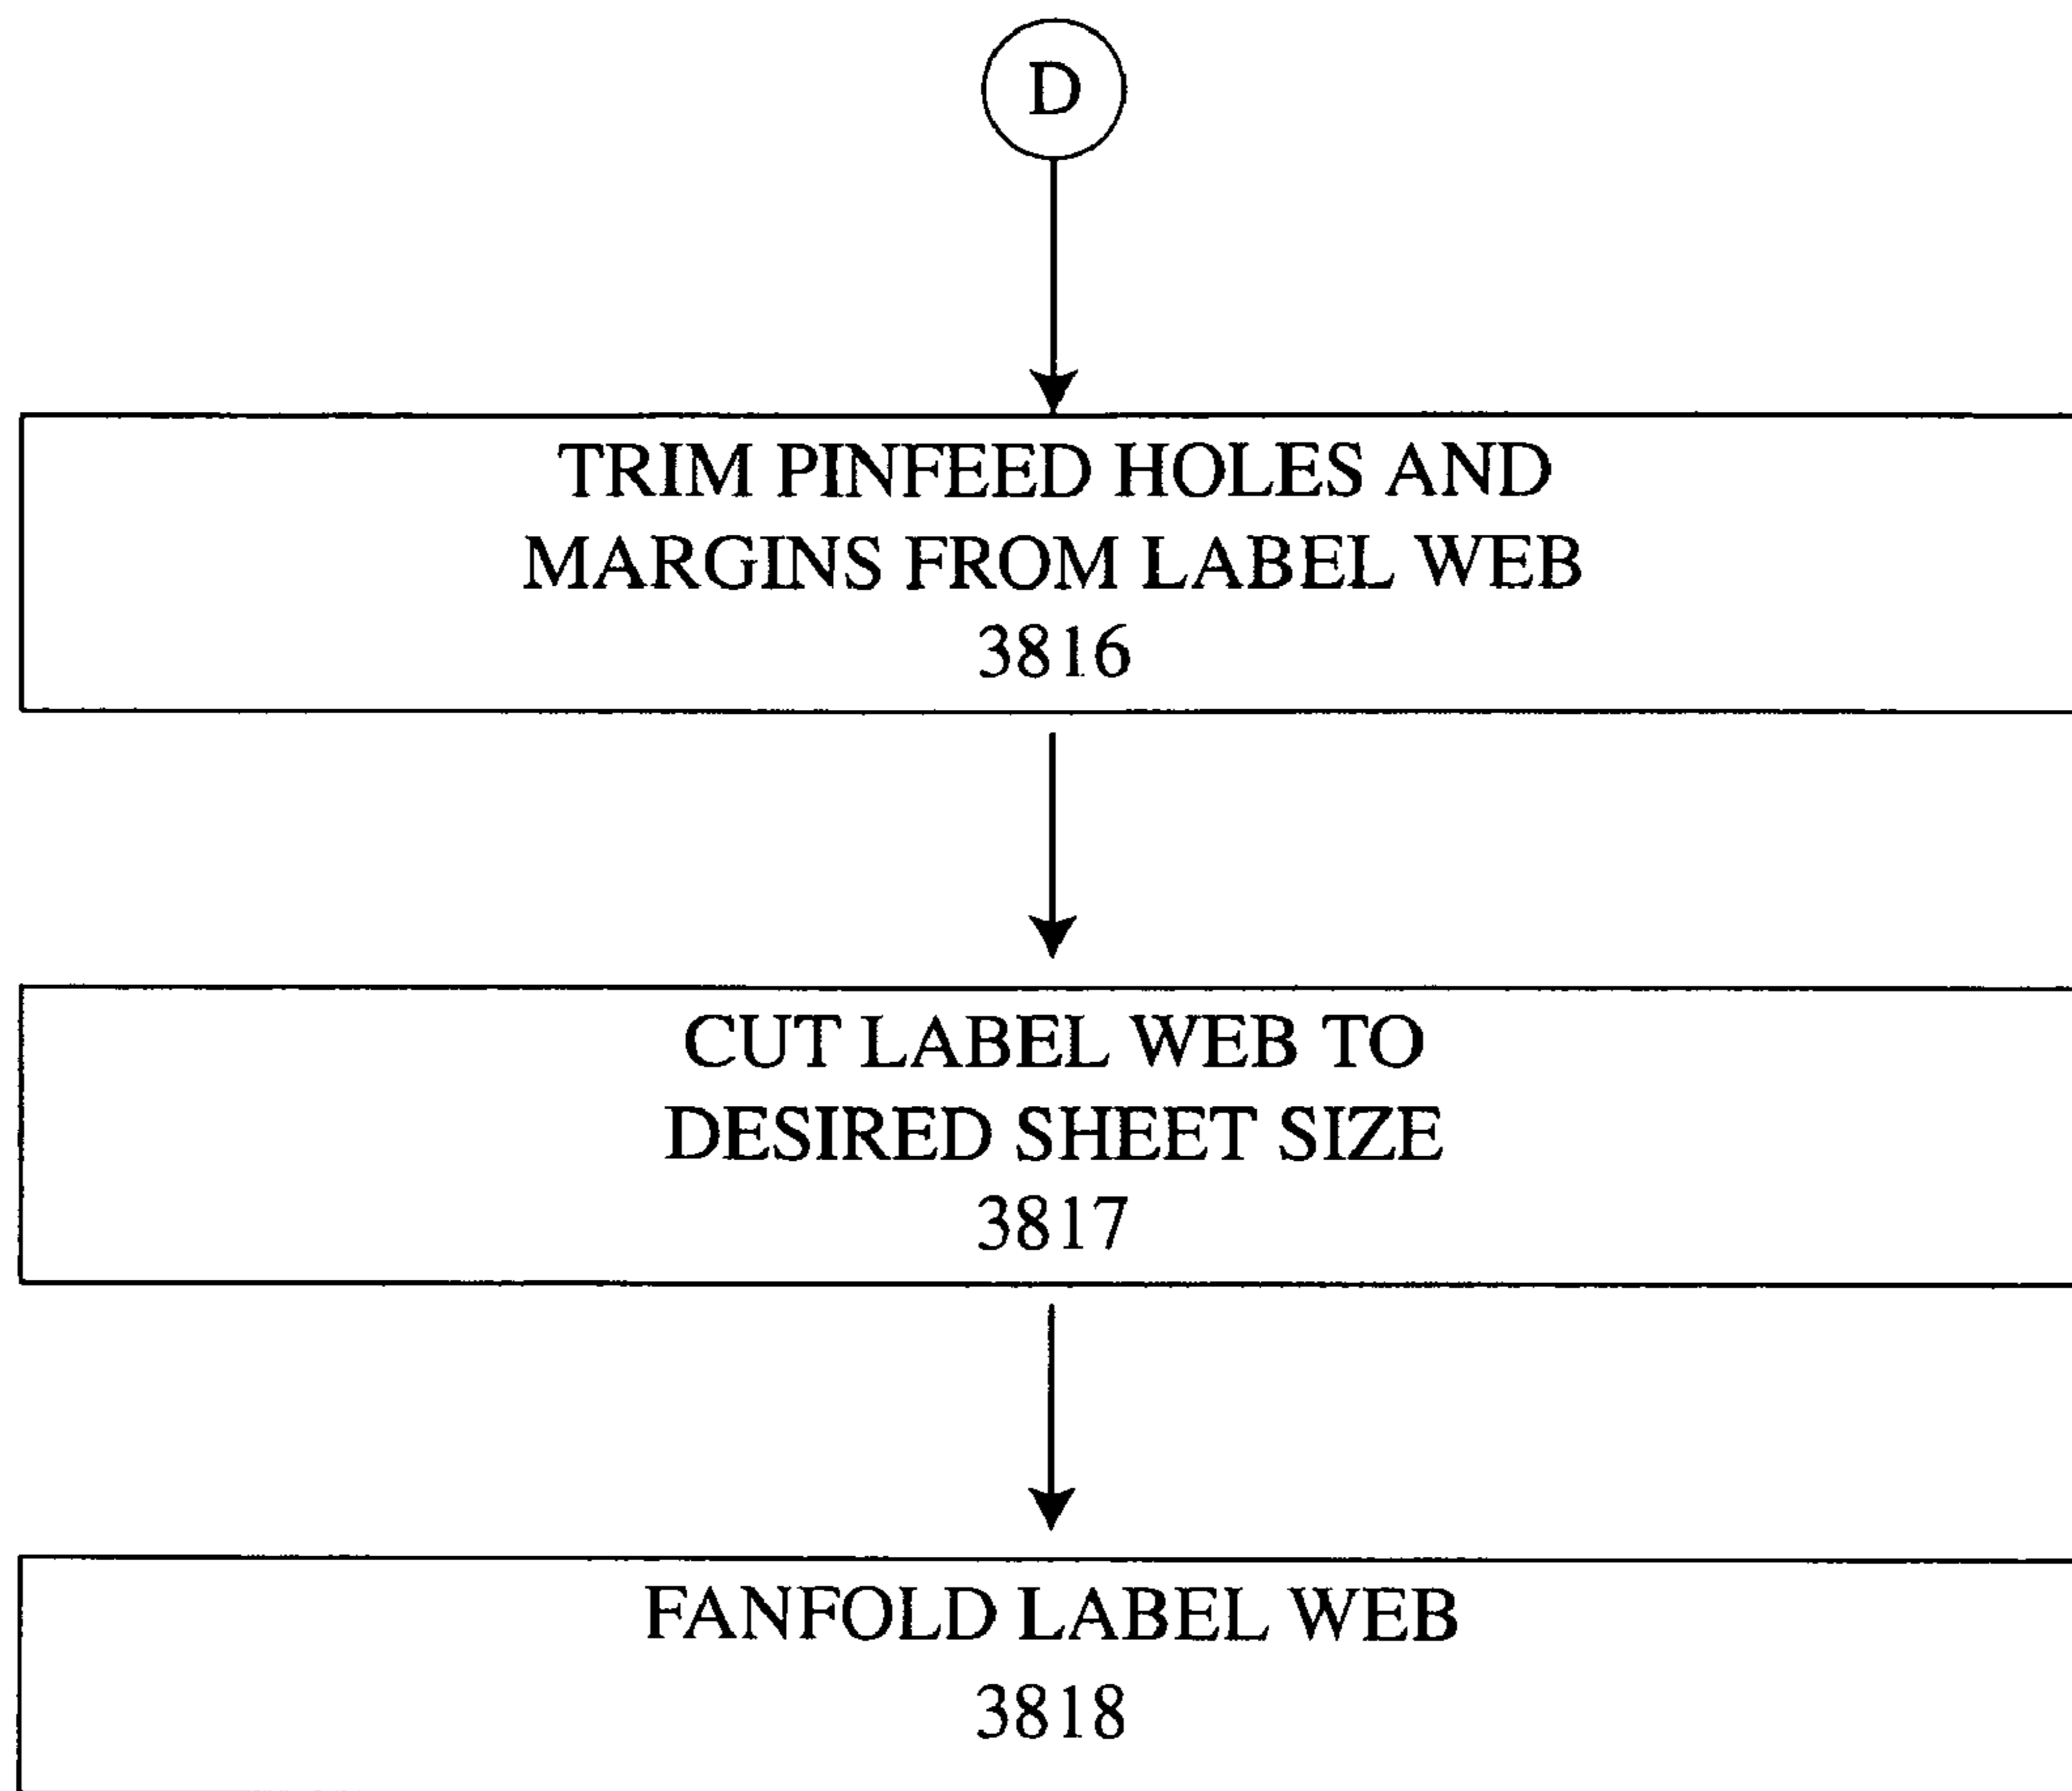 D
TRIM PINFEED HOLES AND
MARGINS FROM LABEL WEB
3816
CUT LABEL WEB TO
DESIRED SHEET SIZE
3817
FANFOLD LABEL WEB
3818